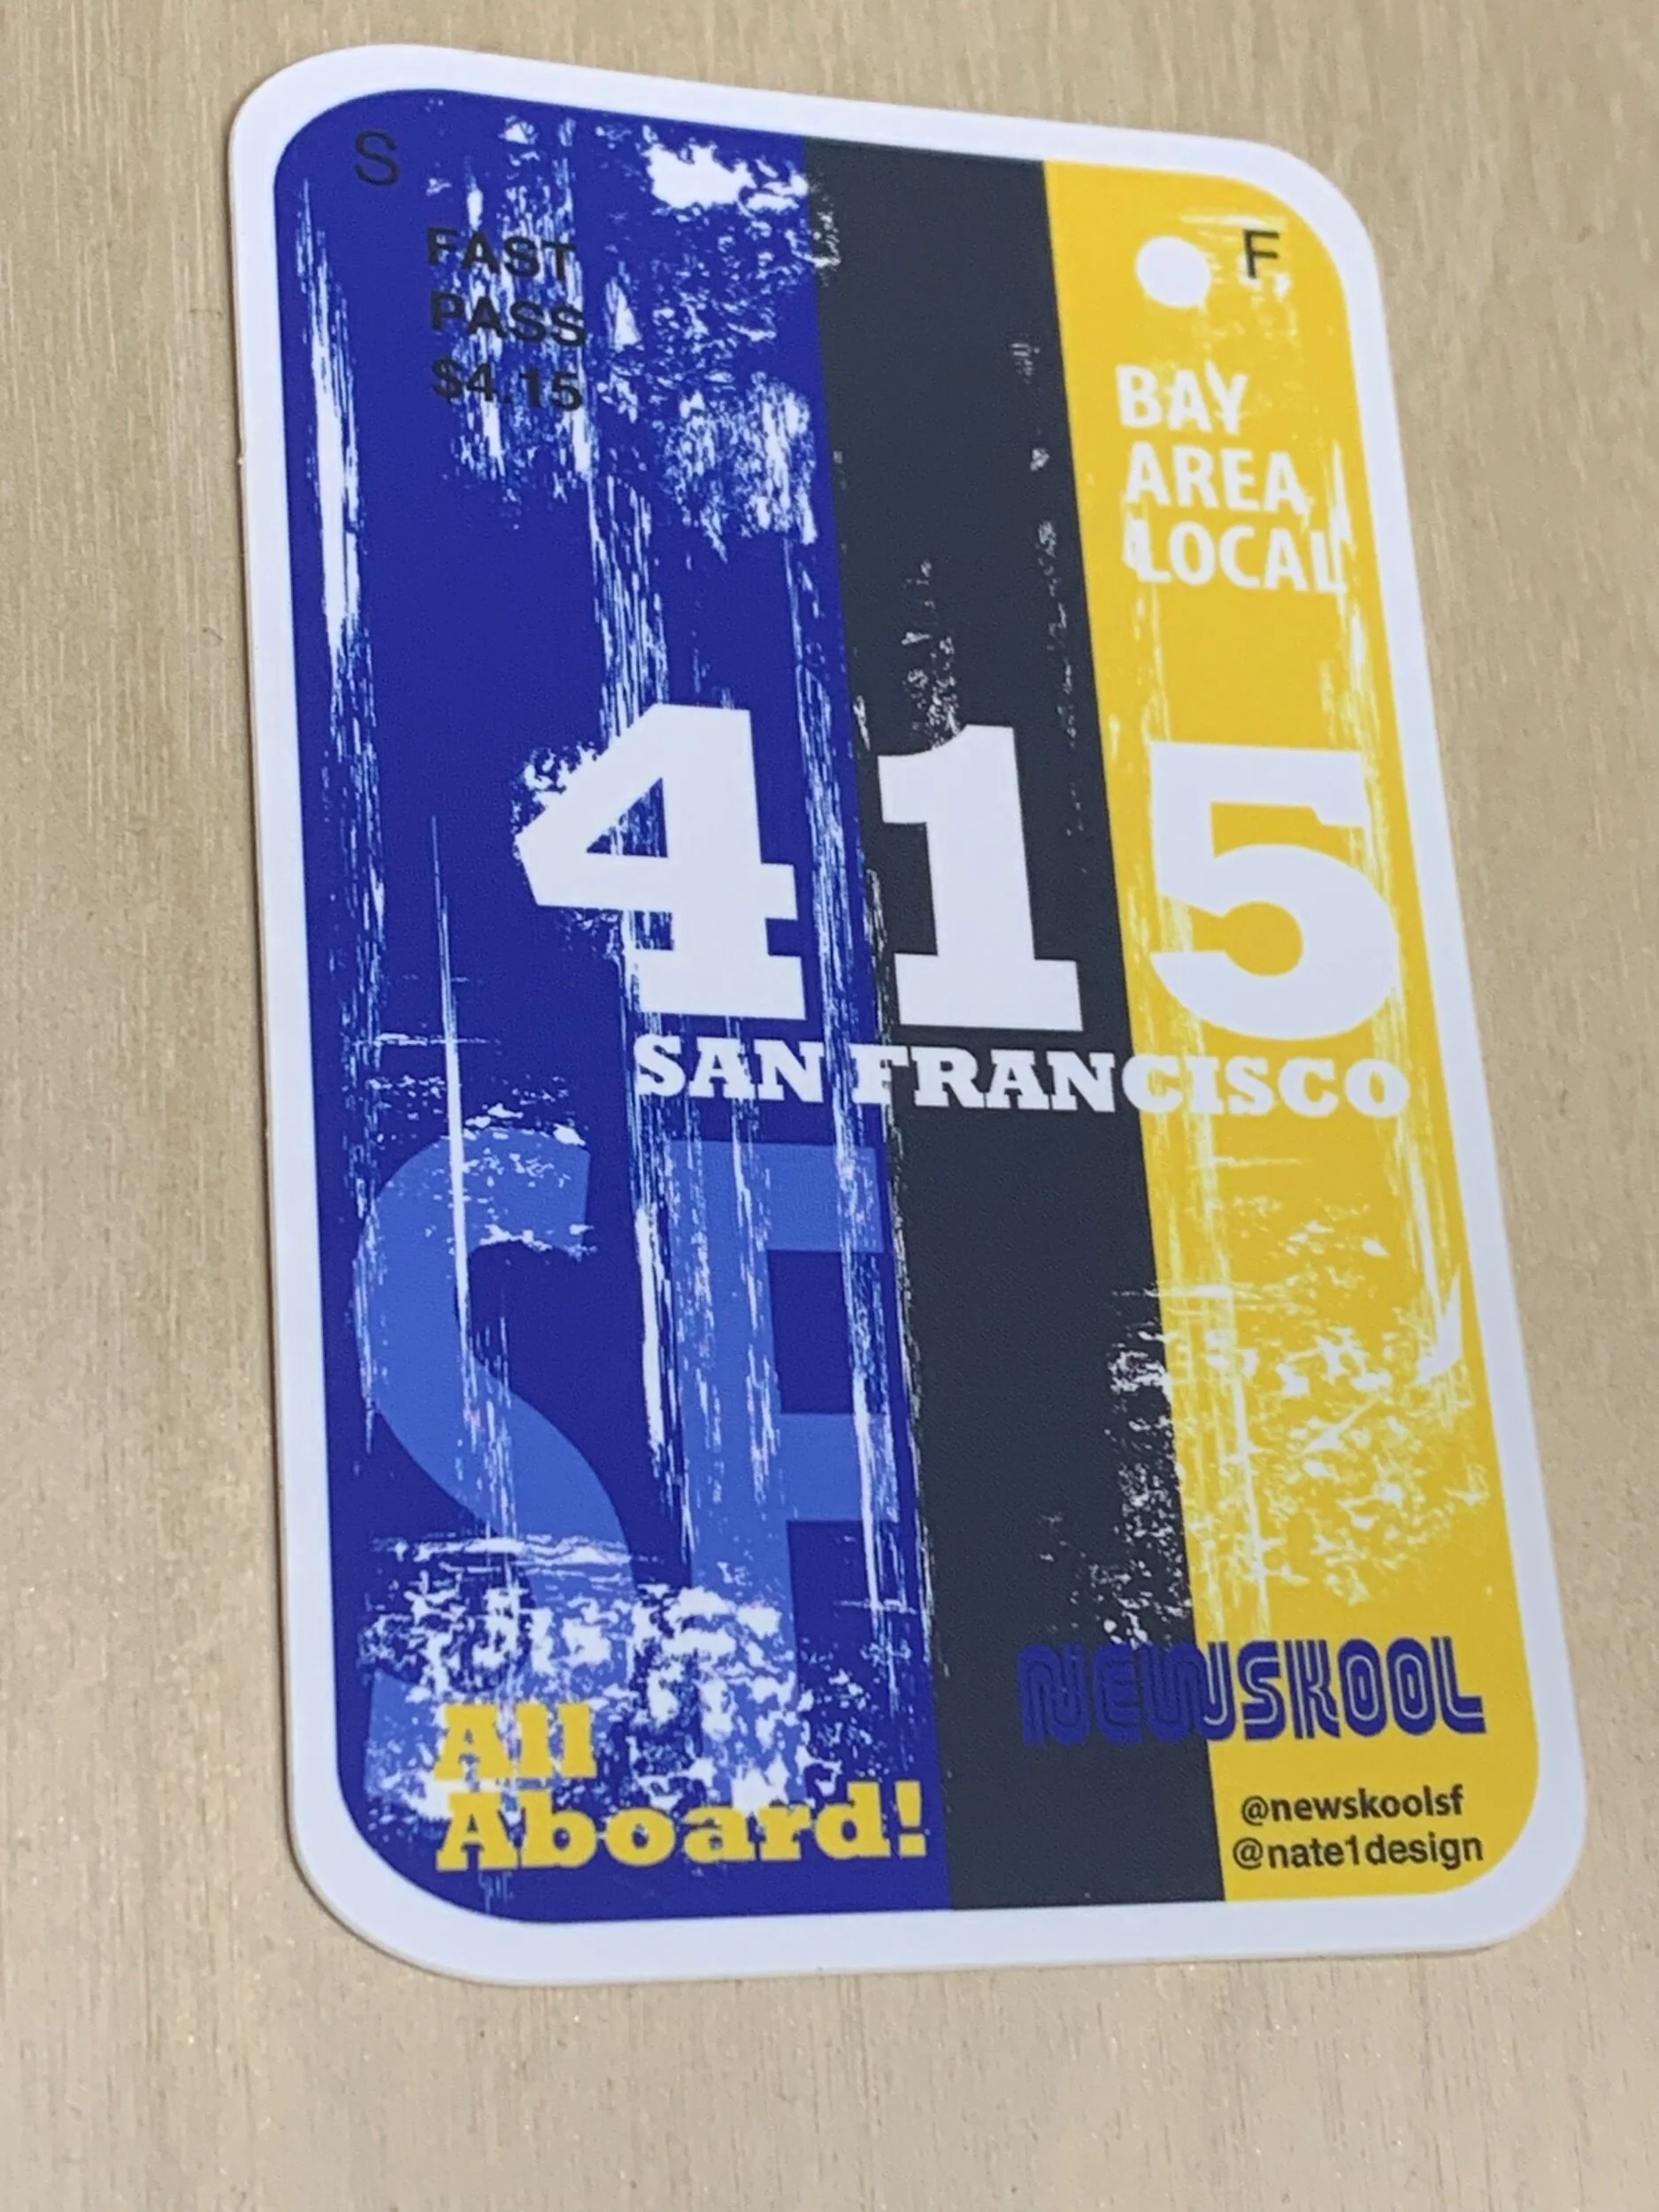 S
F
FAST
PASS
$4.15
BAY
AREA
LOCAL
415
SAN FRANCISCO
SF
All
Aboard!
NEWSKOOL
@newskoolsf
@nate1design